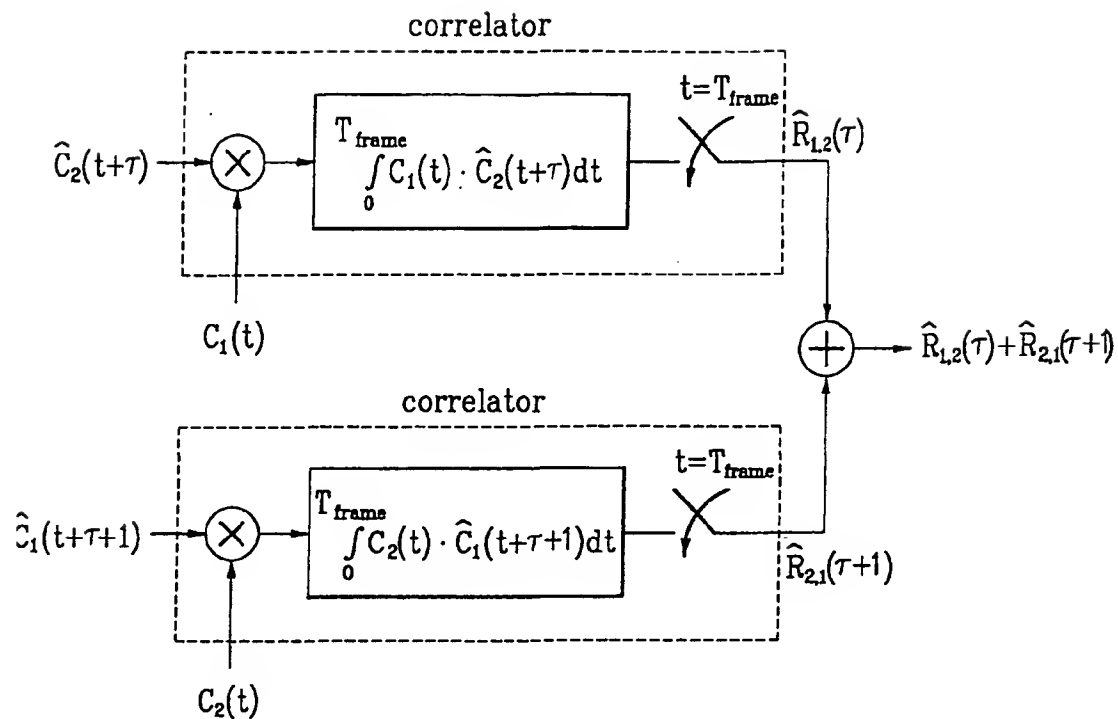 correlator
t=T_frame
Ĉ₂(t+τ)
T_frame
∫₀ C₁(t)·Ĉ₂(t+τ)dt
R̂₁,₂(τ)
C₁(t)
R̂₁,₂(τ)+R̂₂,₁(τ+1)
correlator
t=T_frame
Ĉ₁(t+τ+1)
T_frame
∫₀ C₂(t)·Ĉ₁(t+τ+1)dt
R̂₂,₁(τ+1)
C₂(t)